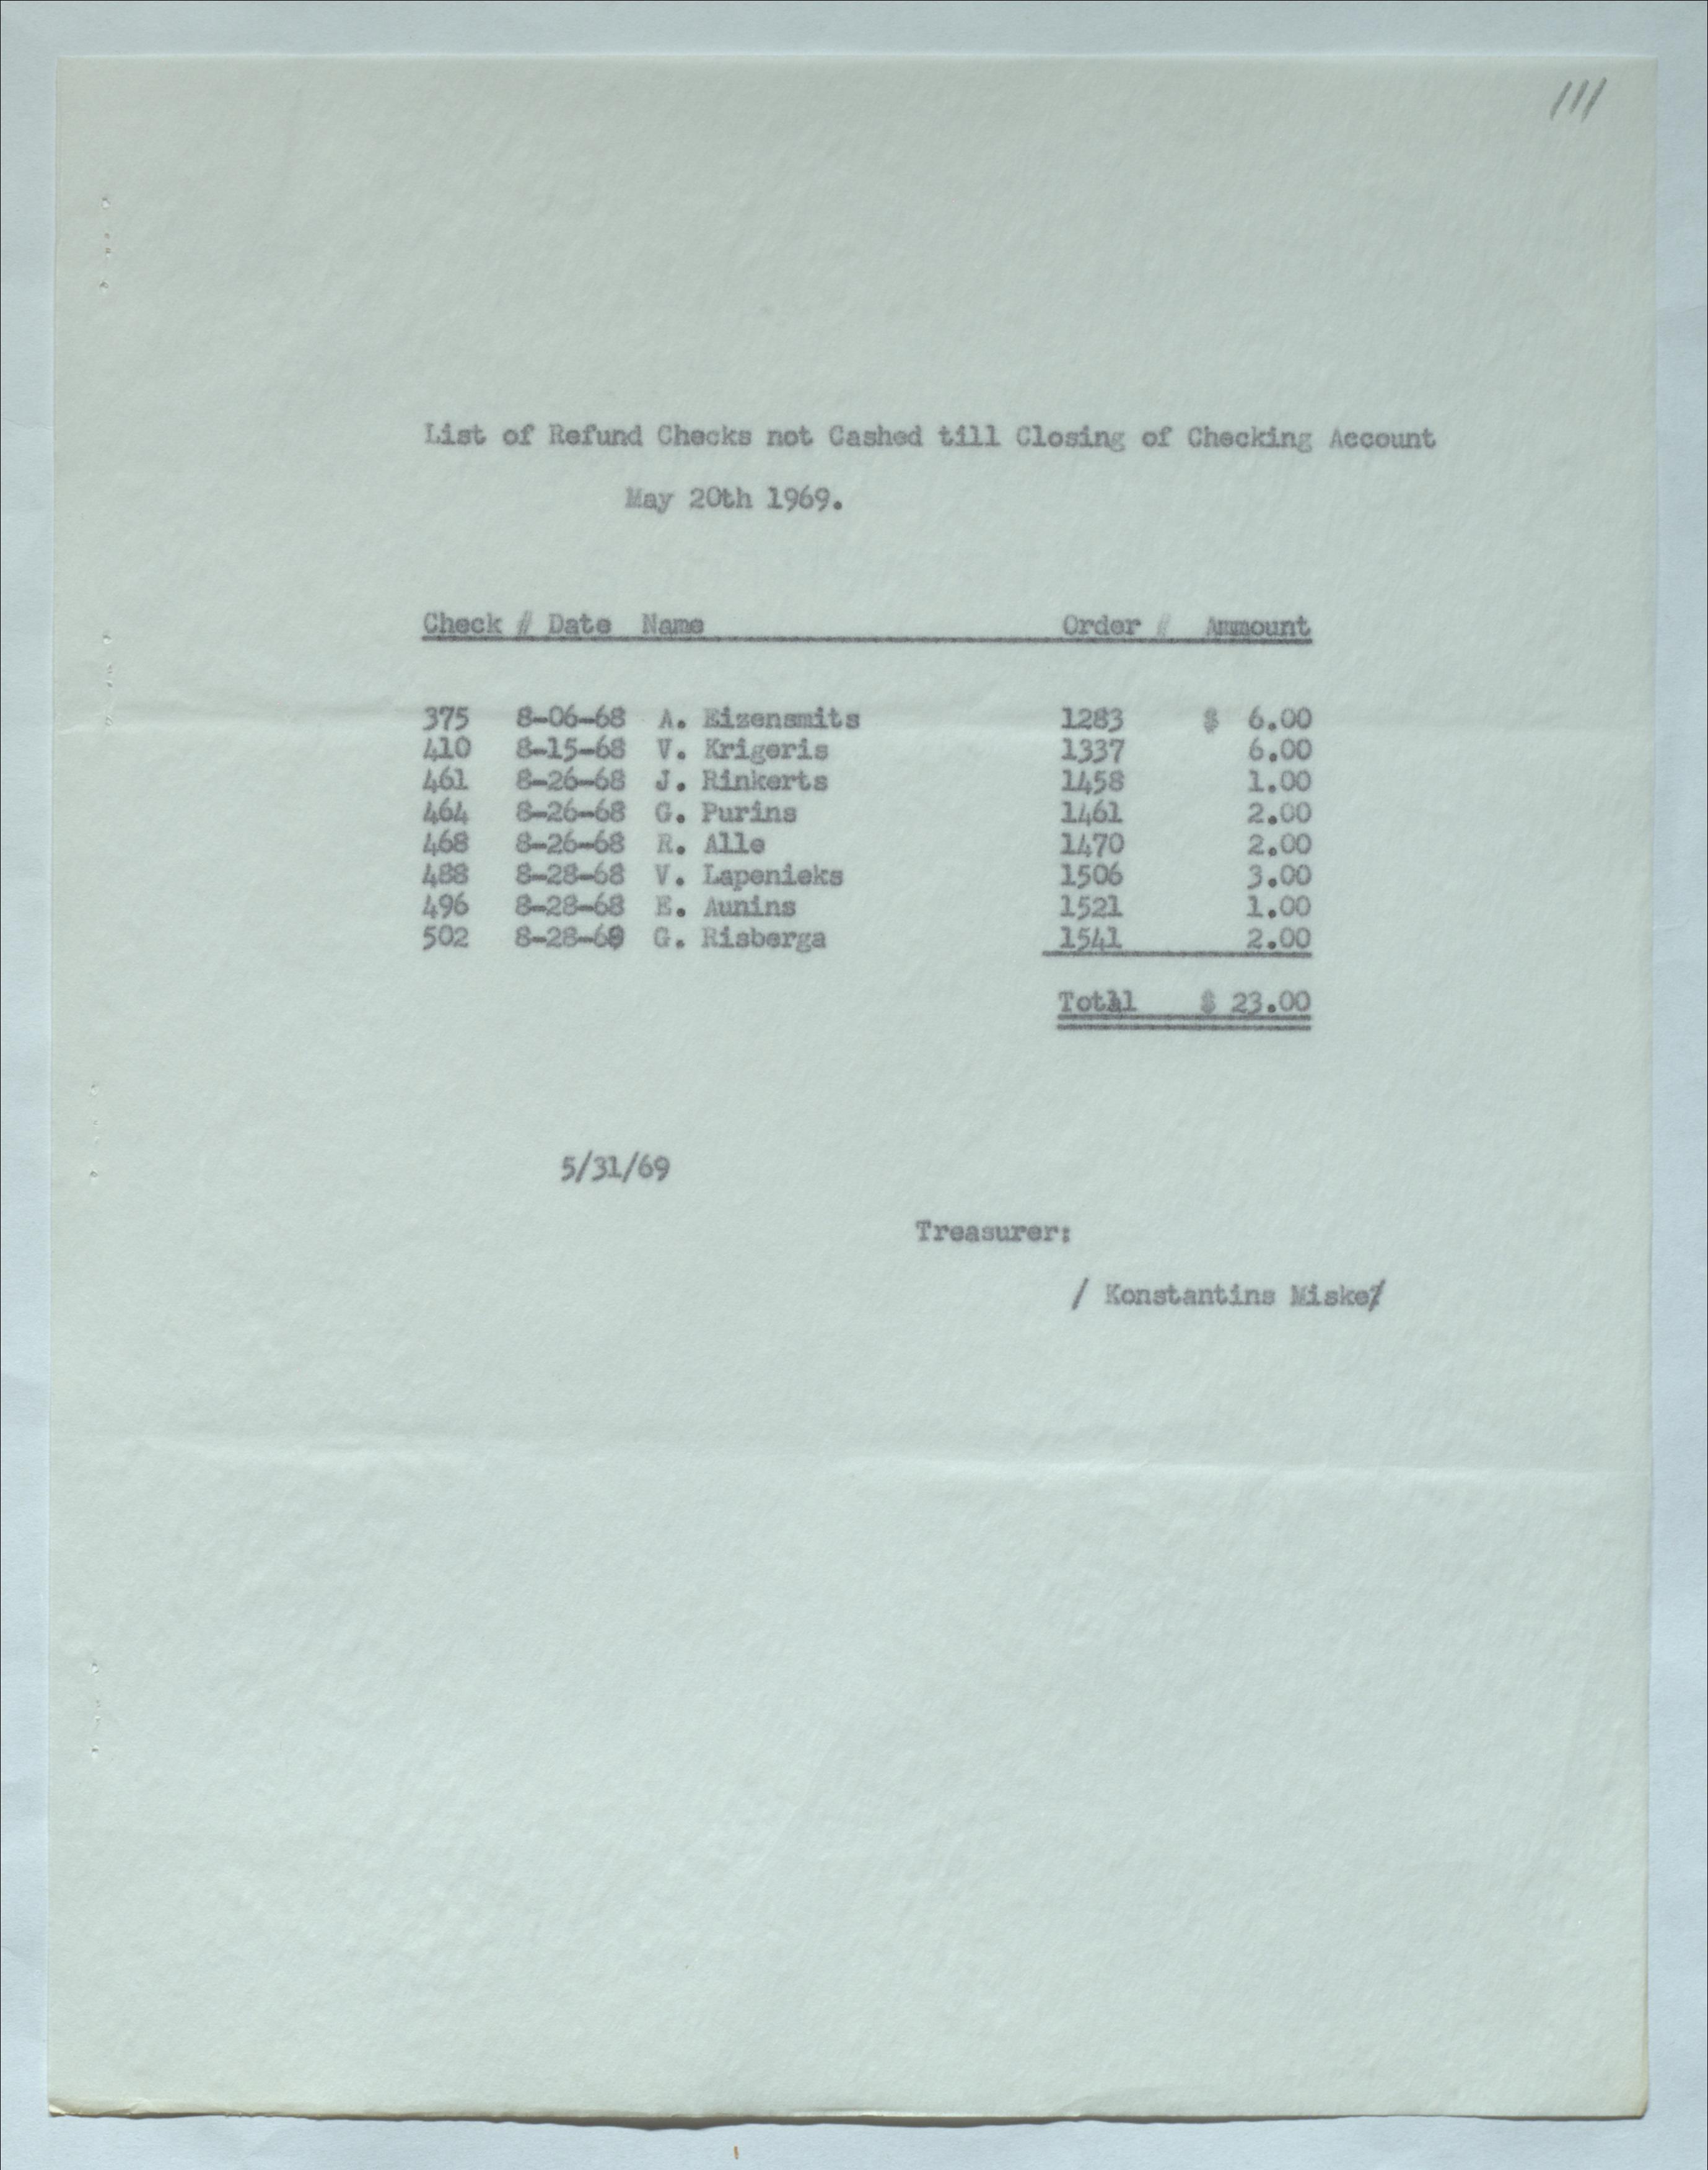 111
List of Refund Checks not Cashed till Closing of Checking Account
May 20th 1969.
Check # Date Name Order # Ammount
375 8-06-68 A. Eizensmits 1283 $ 6.00
410 8-15-68 V. Krigeris 1337 6.00
461 8-26-68 J. Rinkerts 1458 1.00
464 8-26-68 G. Purins 1461 2.00
468 8-26-68 R. Alle 1470 2.00
488 8-28-68 V. Lapenieks 1506 3.00
496 8-28-68 E. Aunins 1521 1.00
502 8-28-68 G. Risberga 1541 2.00
Total $ 23.00
5/31/69
Treasurer:
/ Konstantins Miske/